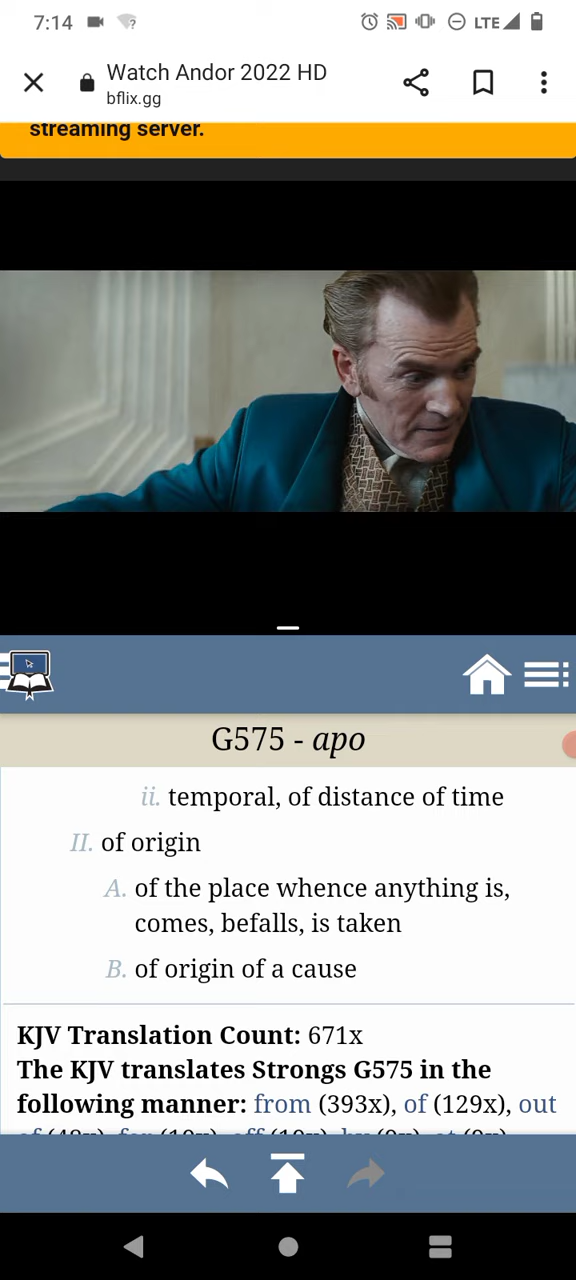 7:14
LTE
Watch Andor 2022 HD
bflix.gg
streaming server.
G575 - apo
ii. temporal, of distance of time
II. of origin
A. of the place whence anything is,
comes, befalls, is taken
B. of origin of a cause
KJV Translation Count: 671x
The KJV translates Strongs G575 in the
following manner: from (393x), of (129x), out